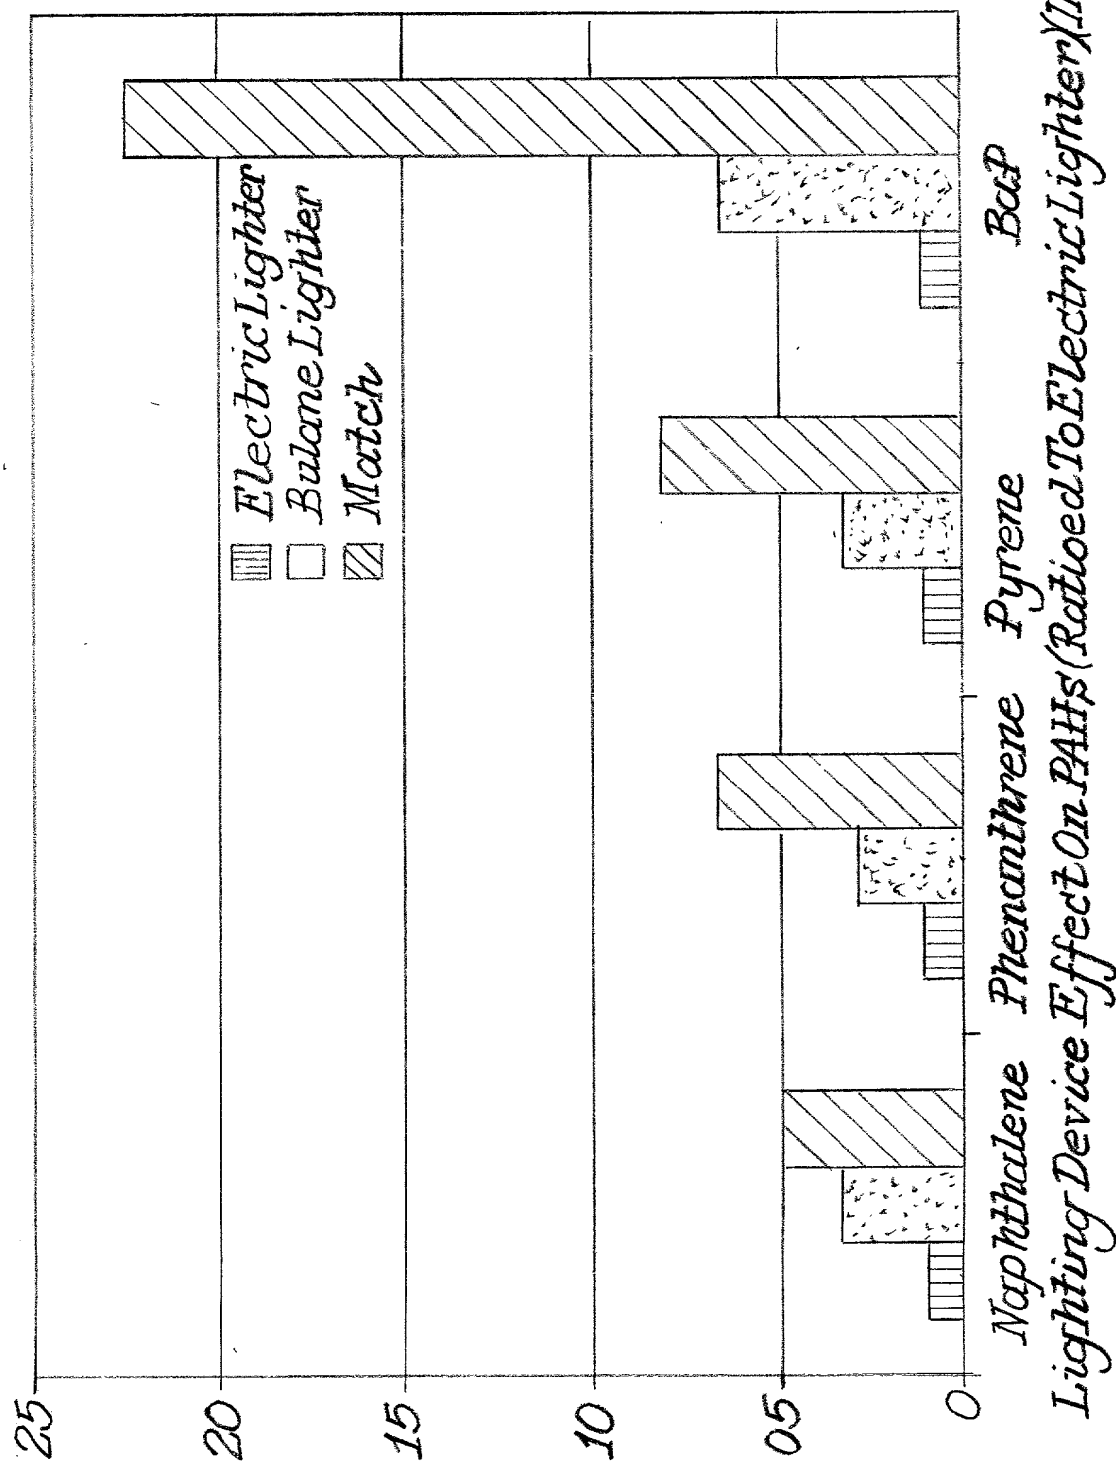 25
20
15
10
05
0
Electric Lighter
Bulane Lighter
Match
Naphthalene Phenanthrene Pyrene BaP
Lighting Device Effect On PAHs (Ratioed To Electric Lighter)